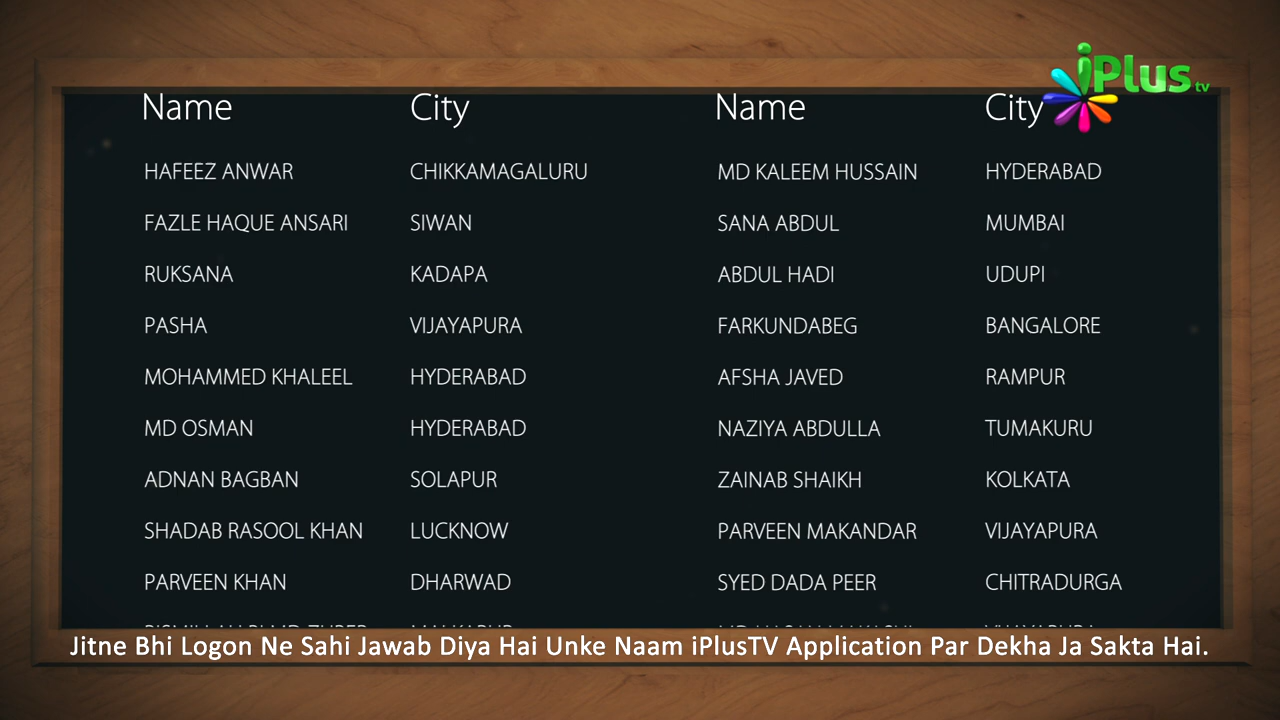 iPlus tv
Name City Name City
HAFEEZ ANWAR CHIKKAMAGALURU MD KALEEM HUSSAIN HYDERABAD
FAZLE HAQUE ANSARI SIWAN SANA ABDUL MUMBAI
RUKSANA KADAPA ABDUL HADI UDUPI
PASHA VIJAYAPURA FARKUNDABEG BANGALORE
MOHAMMED KHALEEL HYDERABAD AFSHA JAVED RAMPUR
MD OSMAN HYDERABAD NAZIYA ABDULLA TUMAKURU
ADNAN BAGBAN SOLAPUR ZAINAB SHAIKH KOLKATA
SHADAB RASOOL KHAN LUCKNOW PARVEEN MAKANDAR VIJAYAPURA
PARVEEN KHAN DHARWAD SYED DADA PEER CHITRADURGA
Jitne Bhi Logon Ne Sahi Jawab Diya Hai Unke Naam iPlusTV Application Par Dekha Ja Sakta Hai.